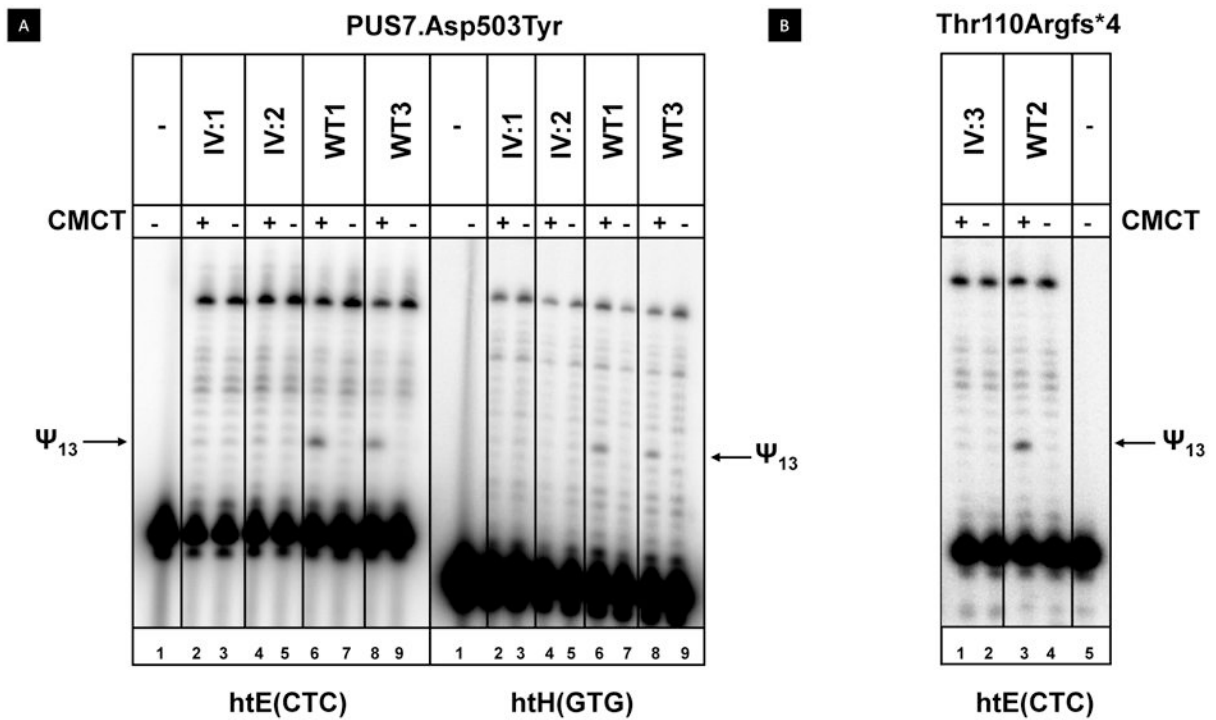 A
PUS7.Asp503Tyr
B
Thr110Argfs*4
- IV:1 IV:2 WT1 WT3 - IV:1 IV:2 WT1 WT3
IV:3 WT2 -
CMCT - + - + - + - + - - + - + - + - + -
+ - + - - CMCT
Ψ13
Ψ13
Ψ13
1 2 3 4 5 6 7 8 9 1 2 3 4 5 6 7 8 9
1 2 3 4 5
htE(CTC) htH(GTG)
htE(CTC)